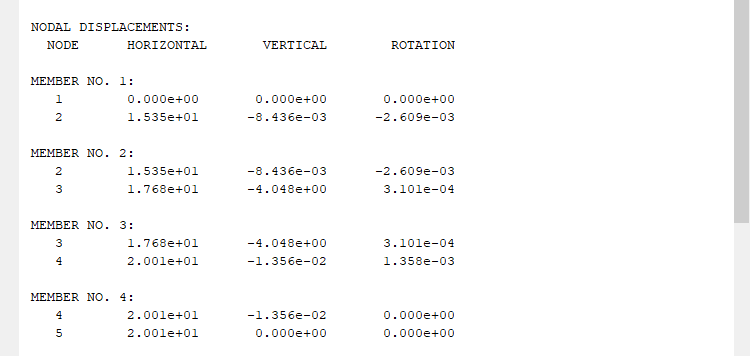 NODAL DISPLACEMENTS:
NODE HORIZONTAL VERTICAL ROTATION
MEMBER NO. 1:
1 0.000e+00 0.000e+00 0.000e+00
2 1.535e+01 -8.436e-03 -2.609e-03
MEMBER NO. 2:
2 1.535e+01 -8.436e-03 -2.609e-03
3 1.768e+01 -4.048e+00 3.101e-04
MEMBER NO. 3:
3 1.768e+01 -4.048e+00 3.101e-04
4 2.001e+01 -1.356e-02 1.358e-03
MEMBER NO. 4:
4 2.001e+01 -1.356e-02 0.000e+00
5 2.001e+01 0.000e+00 0.000e+00